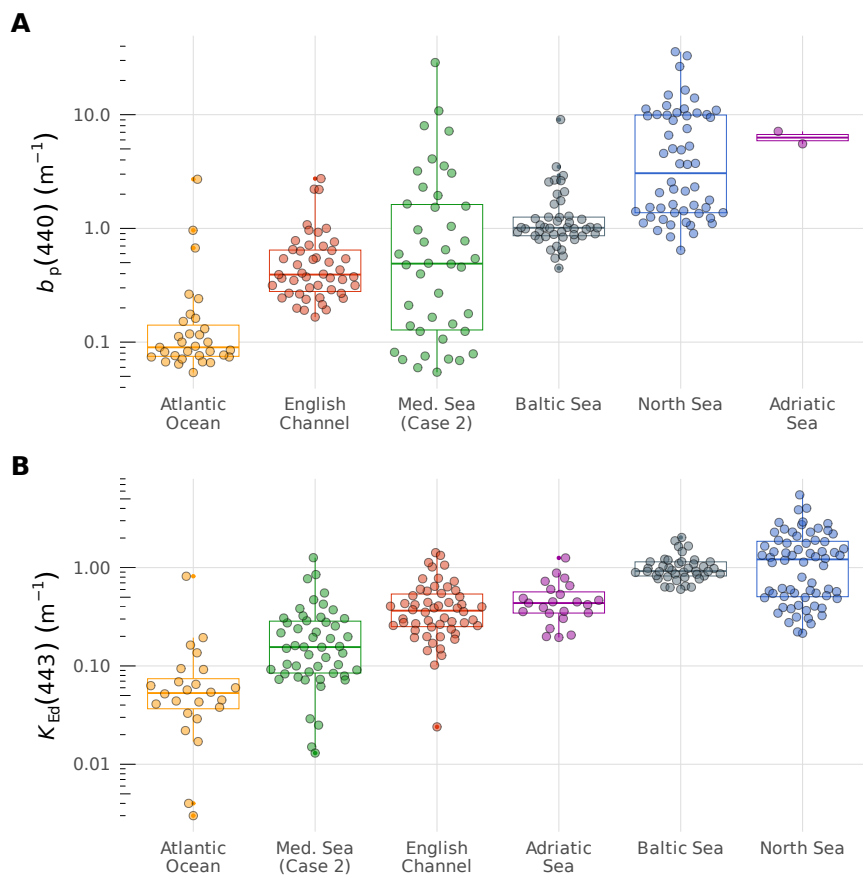 A
b_p(440) (m⁻¹)
10.0
1.0
0.1
Atlantic Ocean
English Channel
Med. Sea (Case 2)
Baltic Sea
North Sea
Adriatic Sea
B
K_Ed(443) (m⁻¹)
1.00
0.10
0.01
Atlantic Ocean
Med. Sea (Case 2)
English Channel
Adriatic Sea
Baltic Sea
North Sea